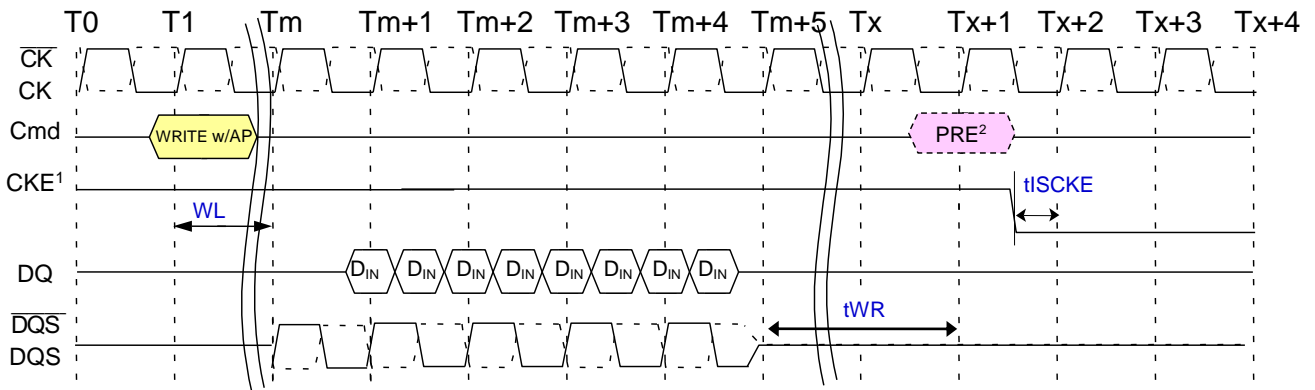 T0 T1 Tm Tm+1 Tm+2 Tm+3 Tm+4 Tm+5 Tx Tx+1 Tx+2 Tx+3 Tx+4
CK
CK
Cmd WRITE w/AP PRE²
CKE¹
tISCKE
WL
DQ DIN DIN DIN DIN DIN DIN DIN DIN
DQS
DQS
tWR